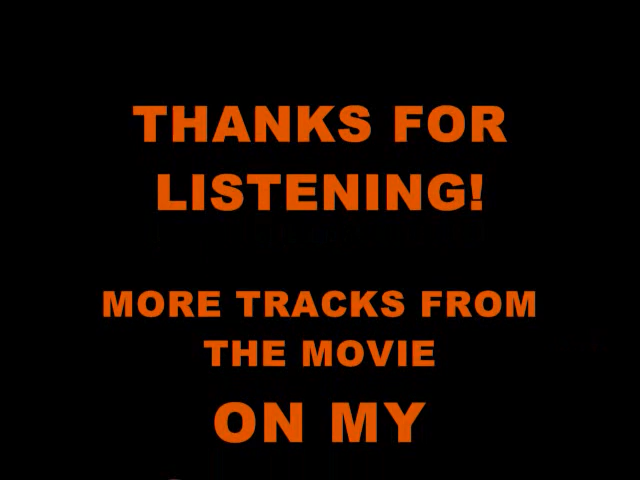 THANKS FOR
LISTENING!
MORE TRACKS FROM
THE MOVIE
ON MY